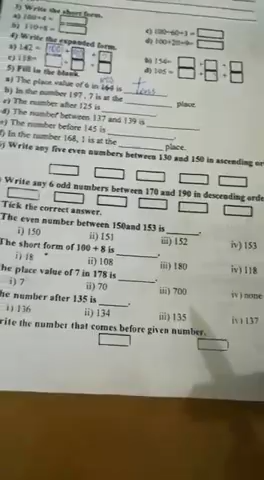 3) Write the short form.
a) 100+4 =
b) 110+8 =
c) 100+60+3 =
d) 100+20+9=
4) Write the expanded form.
a) 142 = 100 + +
b) 156= + +
c) 118= + +
d) 105 = + +
5) Fill in the blank.
a) The place value of 6 in 164 is tens
b) In the number 197, 7 is at the place.
c) The number after 125 is
d) The number between 137 and 139 is
e) The number before 145 is
f) In the number 168, 1 is at the place.
Write any five even numbers between 130 and 150 in ascending or
Write any 6 odd numbers between 170 and 190 in descending orde
Tick the correct answer.
The even number between 150and 153 is
i) 150 ii) 151 iii) 152 iv) 153
The short form of 100 + 8 is
i) 18 ii) 108 iii) 180 iv) 118
he place value of 7 in 178 is
i) 7 ii) 70 iii) 700 iv) none
he number after 135 is
i) 136 ii) 134 iii) 135 iv) 137
rite the number that comes before given number.